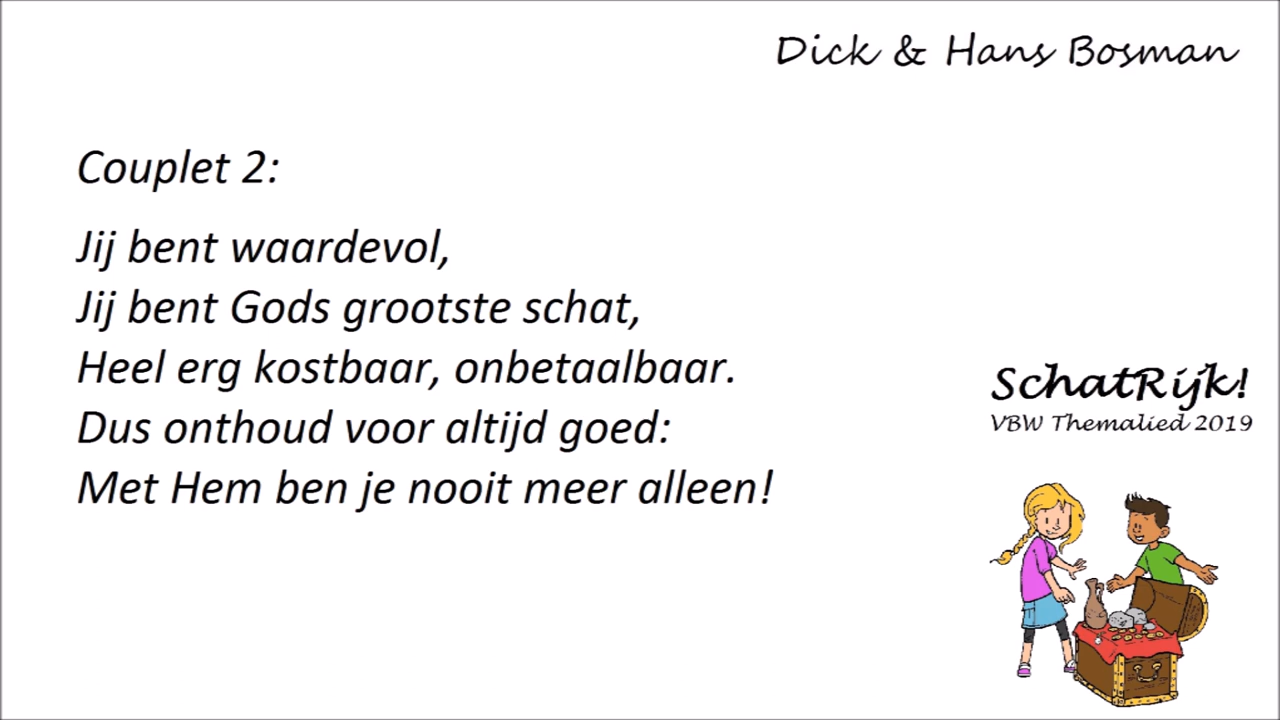 Dick & Hans Bosman
Couplet 2:
Jij bent waardevol,
Jij bent Gods grootste schat,
Heel erg kostbaar, onbetaalbaar.
Dus onthoud voor altijd goed:
Met Hem ben je nooit meer alleen!
SchatRijk!
VBW Themalied 2019